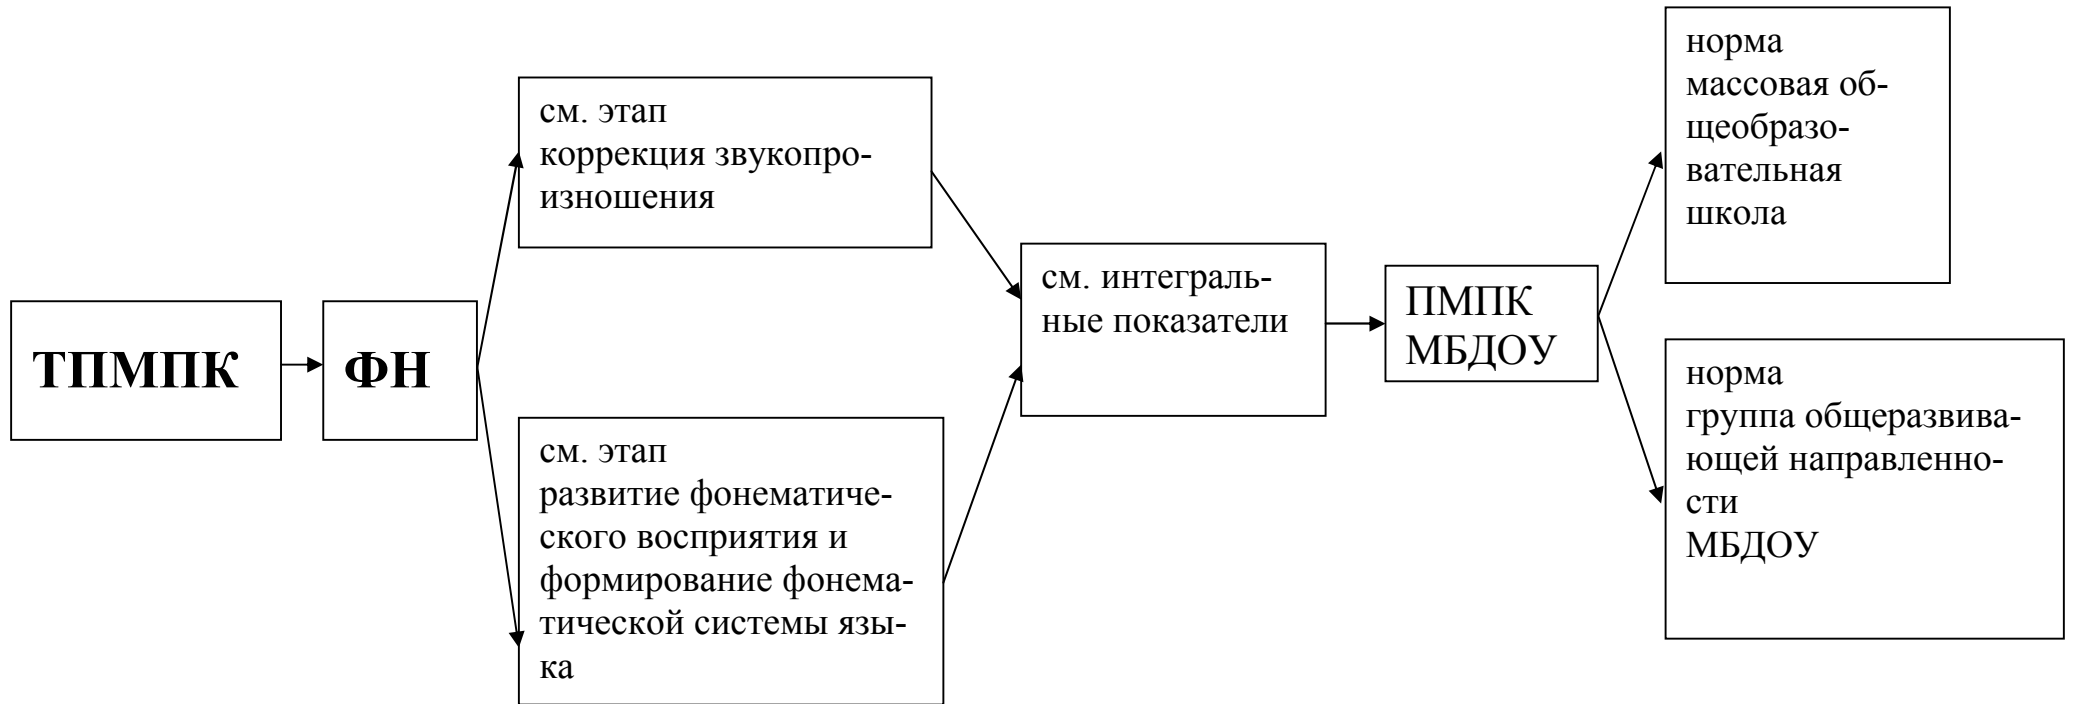 ТПМПК
ФН
см. этап
коррекция звукопро-
изношения
см. этап
развитие фонематиче-
ского восприятия и
формирование фонема-
тической системы язы-
ка
см. интеграль-
ные показатели
ПМПК
МБДОУ
норма
массовая об-
щеобразо-
вательная
школа
норма
группа общеразвива-
ющей направленно-
сти
МБДОУ